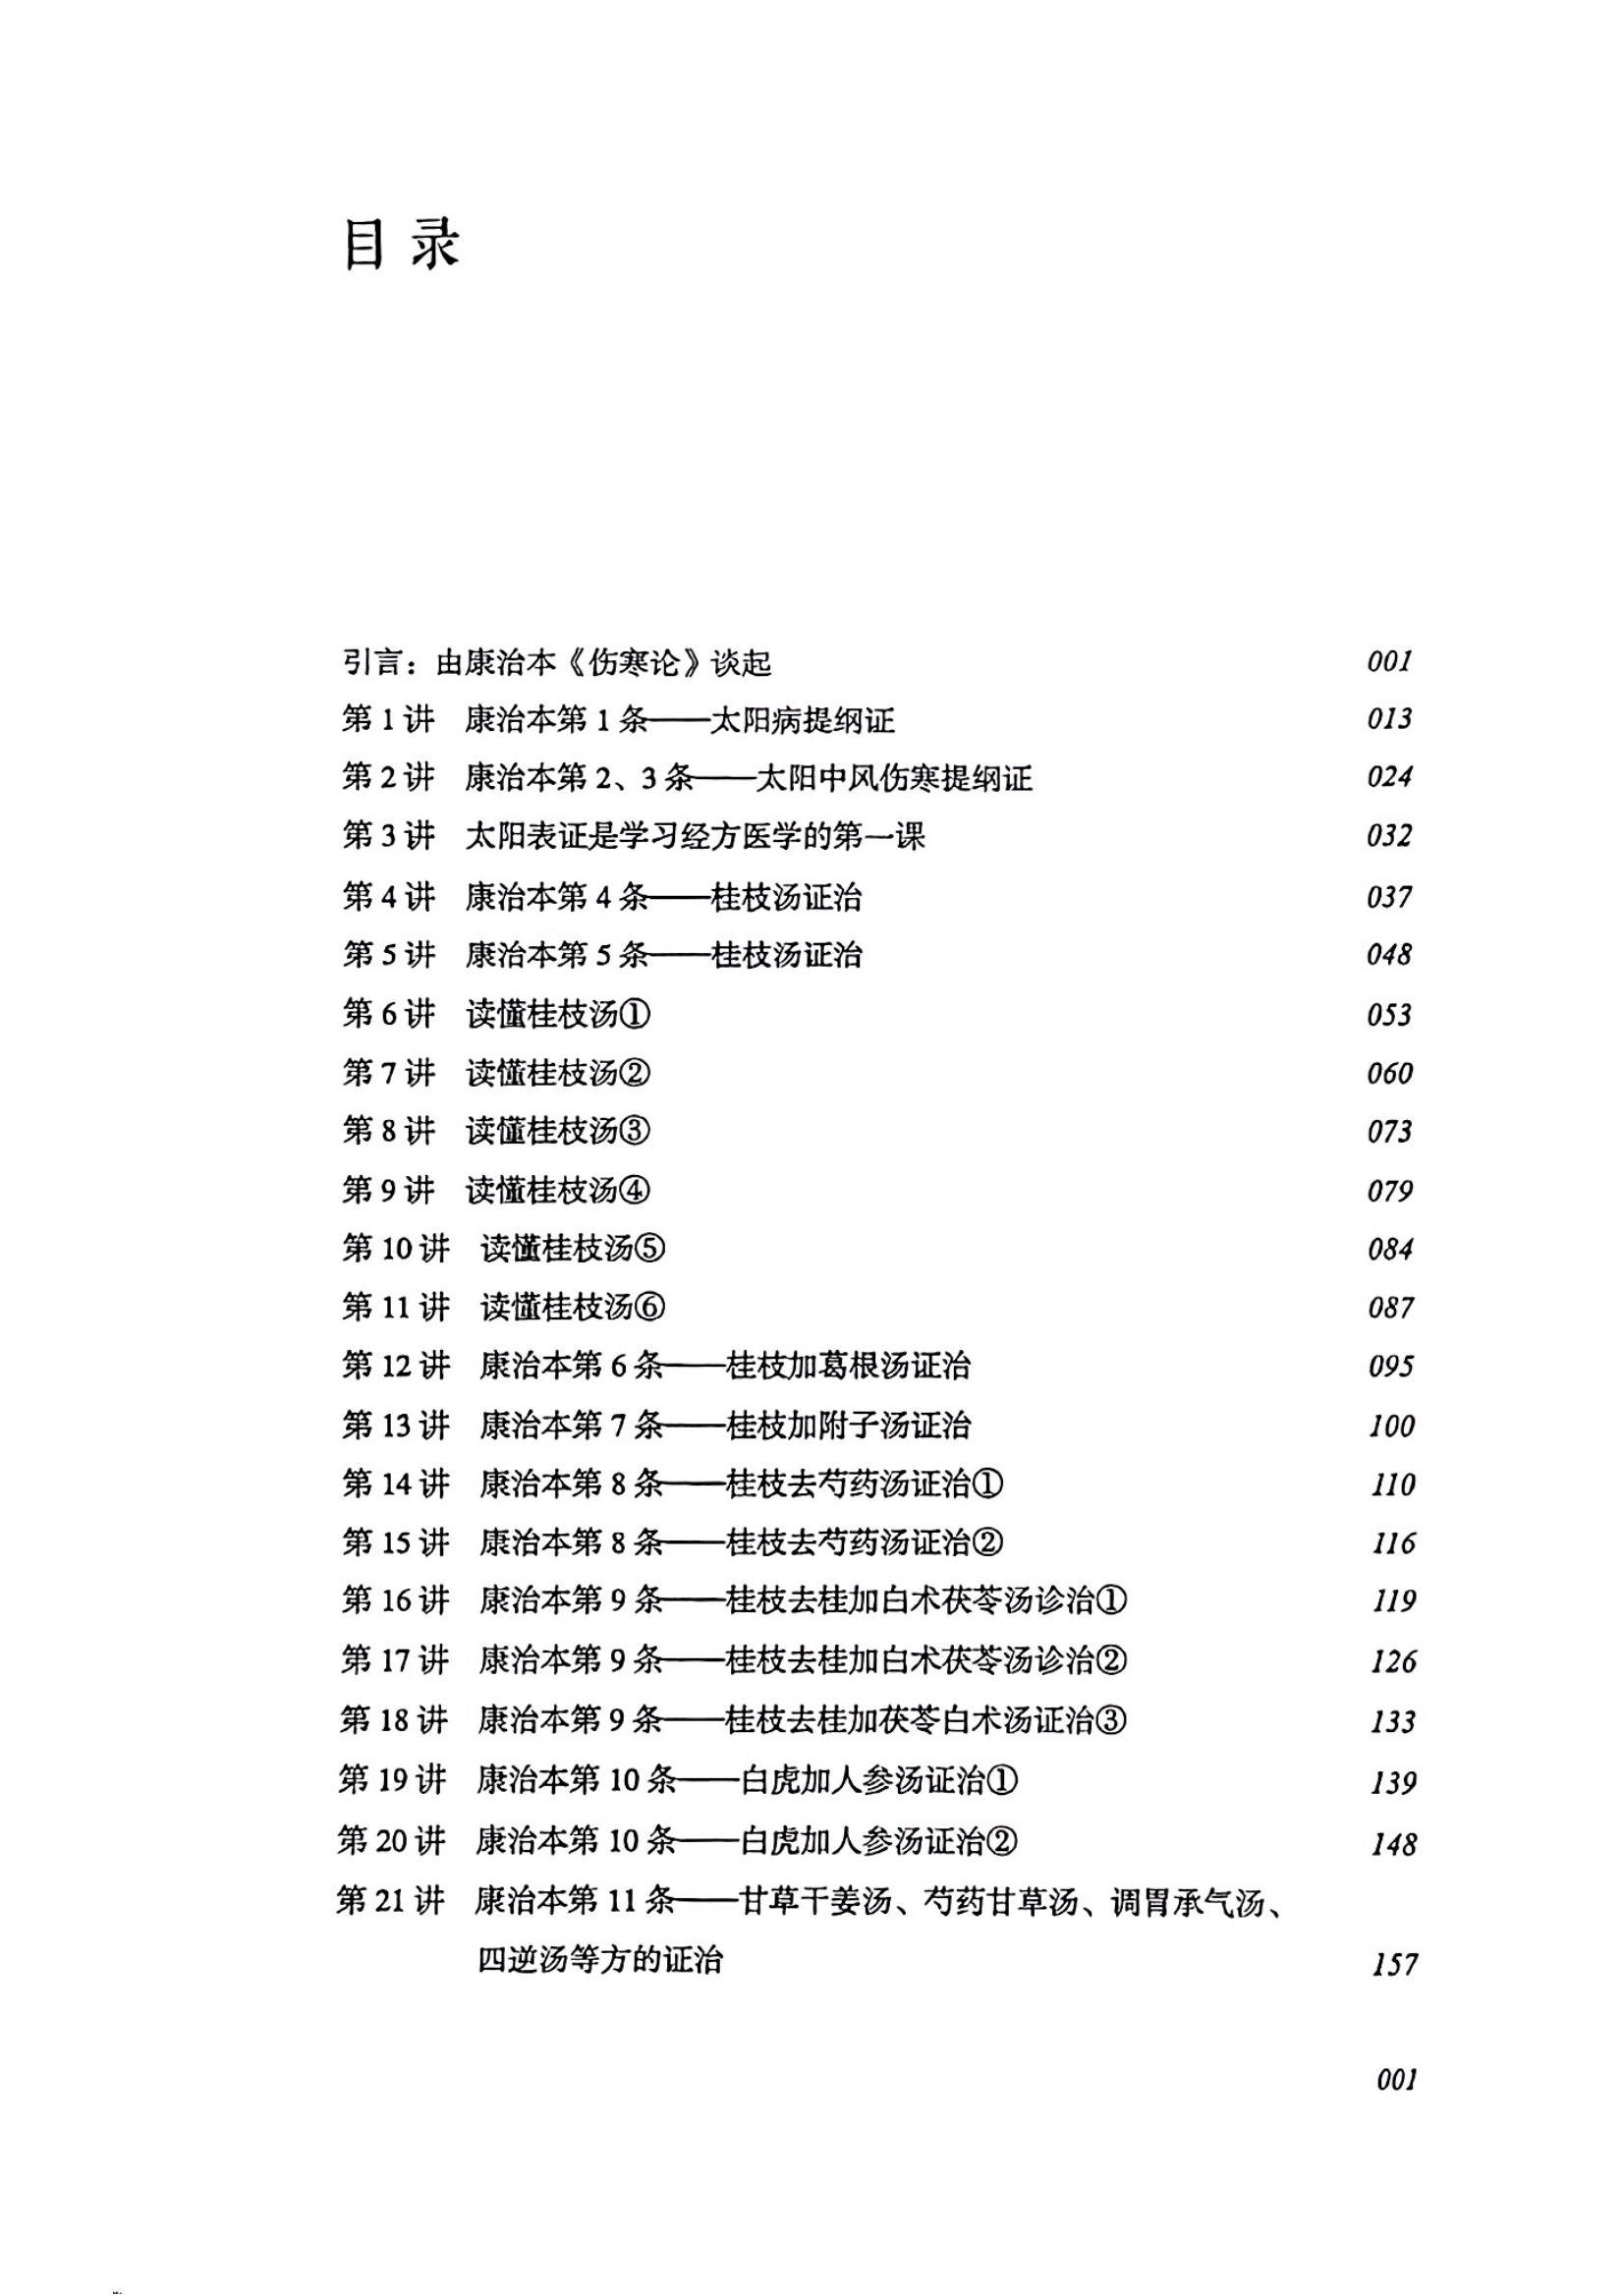 目录
引言：由康治本《伤寒论》谈起 001
第1讲 康治本第1条——太阳病提纲证 013
第2讲 康治本第2、3条——太阳中风伤寒提纲证 024
第3讲 太阳表证是学习经方医学的第一课 032
第4讲 康治本第4条——桂枝汤证治 037
第5讲 康治本第5条——桂枝汤证治 048
第6讲 读懂桂枝汤① 053
第7讲 读懂桂枝汤② 060
第8讲 读懂桂枝汤③ 073
第9讲 读懂桂枝汤④ 079
第10讲 读懂桂枝汤⑤ 084
第11讲 读懂桂枝汤⑥ 087
第12讲 康治本第6条——桂枝加葛根汤证治 095
第13讲 康治本第7条——桂枝加附子汤证治 100
第14讲 康治本第8条——桂枝去芍药汤证治① 110
第15讲 康治本第8条——桂枝去芍药汤证治② 116
第16讲 康治本第9条——桂枝去桂加白术茯苓汤诊治① 119
第17讲 康治本第9条——桂枝去桂加白术茯苓汤诊治② 126
第18讲 康治本第9条——桂枝去桂加茯苓白术汤证治③ 133
第19讲 康治本第10条——白虎加人参汤证治① 139
第20讲 康治本第10条——白虎加人参汤证治② 148
第21讲 康治本第11条——甘草干姜汤、芍药甘草汤、调胃承气汤、
四逆汤等方的证治 157
001